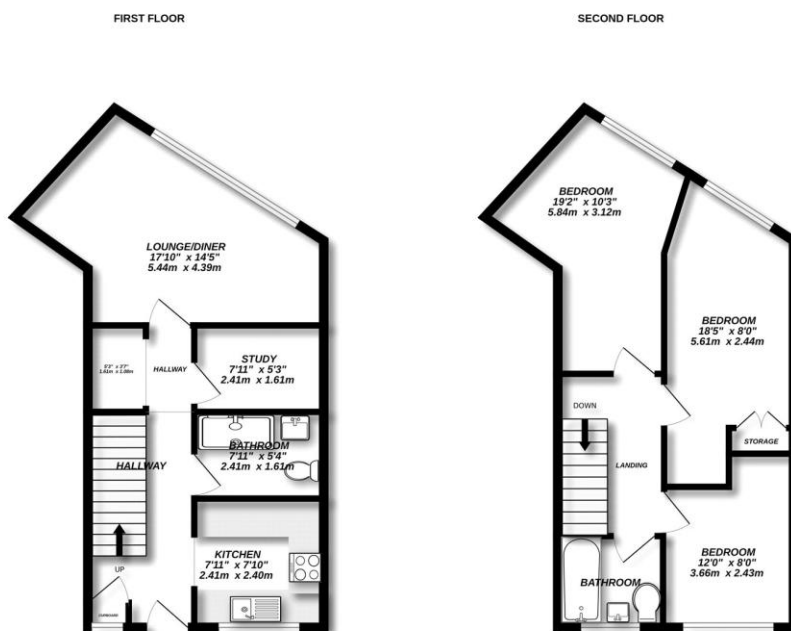 FIRST FLOOR
LOUNGE/DINER
17'10" x 14'5"
5.44m x 4.39m
HALLWAY
STUDY
7'11" x 5'3"
2.41m x 1.61m
BATHROOM
7'11" x 5'4"
2.41m x 1.61m
HALLWAY
KITCHEN
7'11" x 7'10"
2.41m x 2.40m
UP
SECOND FLOOR
BEDROOM
19'2" x 10'3"
5.84m x 3.12m
BEDROOM
18'5" x 8'0"
5.61m x 2.44m
DOWN
STORAGE
LANDING
BEDROOM
12'0" x 8'0"
3.66m x 2.43m
BATHROOM